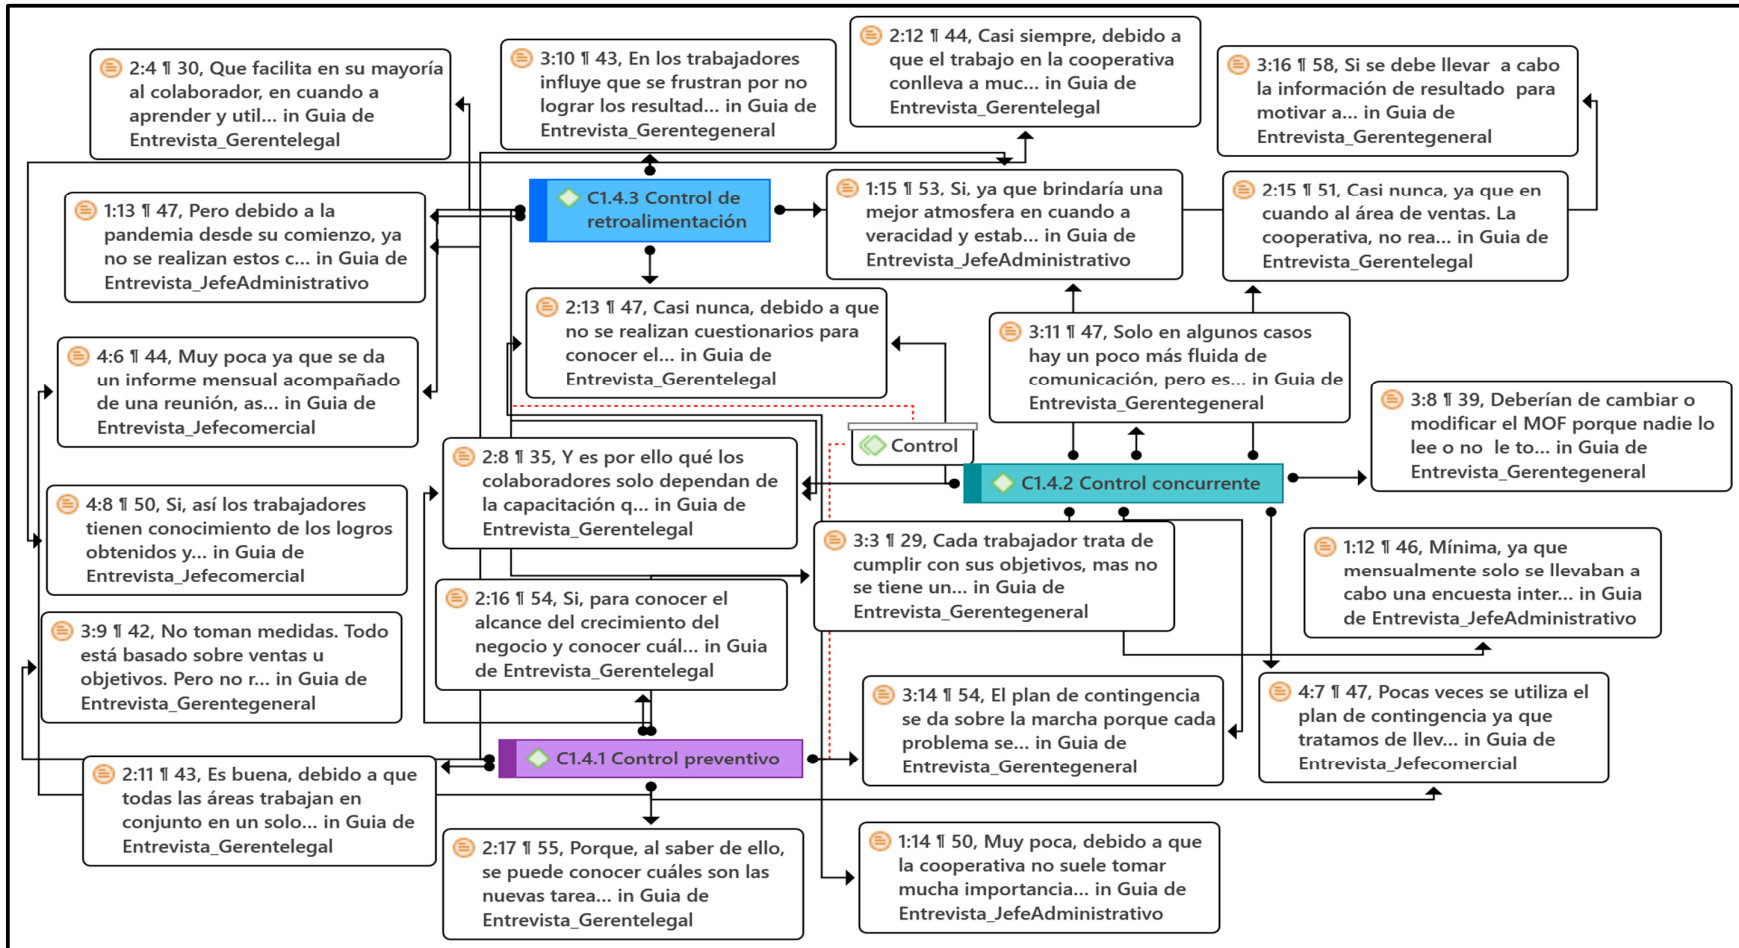 2:4 ¶ 30, Que facilita en su mayoría
al colaborador, en cuando a
aprender y util... in Guia de
Entrevista_Gerentelegal
3:10 ¶ 43, En los trabajadores
influye que se frustran por no
lograr los resultad... in Guia de
Entrevista_Gerentegeneral
2:12 ¶ 44, Casi siempre, debido a
que el trabajo en la cooperativa
conlleva a muc... in Guia de
Entrevista_Gerentelegal
3:16 ¶ 58, Si se debe llevar a cabo
la información de resultado para
motivar a... in Guia de
Entrevista_Gerentegeneral
1:13 ¶ 47, Pero debido a la
pandemia desde su comienzo, ya
no se realizan estos c... in Guia de
Entrevista_JefeAdministrativo
C1.4.3 Control de
retroalimentación
1:15 ¶ 53, Si, ya que brindaría una
mejor atmosfera en cuando a
veracidad y estab... in Guia de
Entrevista_JefeAdministrativo
2:15 ¶ 51, Casi nunca, ya que en
cuando al área de ventas. La
cooperativa, no rea... in Guia de
Entrevista_Gerentelegal
2:13 ¶ 47, Casi nunca, debido a que
no se realizan cuestionarios para
conocer el... in Guia de
Entrevista_Gerentelegal
3:11 ¶ 47, Solo en algunos casos
hay un poco más fluida de
comunicación, pero es... in Guia de
Entrevista_Gerentegeneral
4:6 ¶ 44, Muy poca ya que se da
un informe mensual acompañado
de una reunión, as... in Guia de
Entrevista_Jefecomercial
3:8 ¶ 39, Deberían de cambiar o
modificar el MOF porque nadie lo
lee o no le to... in Guia de
Entrevista_Gerentegeneral
Control
2:8 ¶ 35, Y es por ello qué los
colaboradores solo dependan de
la capacitación q... in Guia de
Entrevista_Gerentelegal
C1.4.2 Control concurrente
4:8 ¶ 50, Si, así los trabajadores
tienen conocimiento de los logros
obtenidos y... in Guia de
Entrevista_Jefecomercial
3:3 ¶ 29, Cada trabajador trata de
cumplir con sus objetivos, mas no
se tiene un... in Guia de
Entrevista_Gerentegeneral
1:12 ¶ 46, Mínima, ya que
mensualmente solo se llevaban a
cabo una encuesta inter... in Guia
de Entrevista_JefeAdministrativo
2:16 ¶ 54, Si, para conocer el
alcance del crecimiento del
negocio y conocer cuál... in Guia
de Entrevista_Gerentelegal
3:9 ¶ 42, No toman medidas. Todo
está basado sobre ventas u
objetivos. Pero no r... in Guia de
Entrevista_Gerentegeneral
3:14 ¶ 54, El plan de contingencia
se da sobre la marcha porque cada
problema se... in Guia de
Entrevista_Gerentegeneral
4:7 ¶ 47, Pocas veces se utiliza el
plan de contingencia ya que
tratamos de llev... in Guia de
Entrevista_Jefecomercial
C1.4.1 Control preventivo
2:11 ¶ 43, Es buena, debido a que
todas las áreas trabajan en
conjunto en un solo... in Guia de
Entrevista_Gerentelegal
2:17 ¶ 55, Porque, al saber de ello,
se puede conocer cuáles son las
nuevas tarea... in Guia de
Entrevista_Gerentelegal
1:14 ¶ 50, Muy poca, debido a que
la cooperativa no suele tomar
mucha importancia... in Guia de
Entrevista_JefeAdministrativo